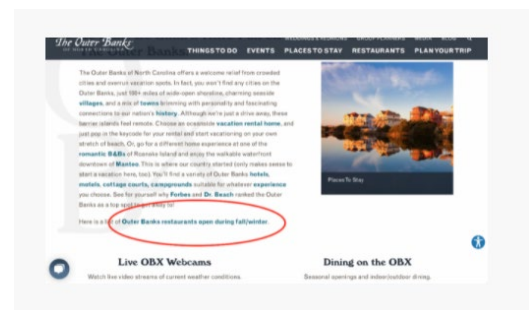 WEDDINGS & REUNIONS GROUP PLANNERS MEDIA BLOG
The Outer Banks
OF NORTH CAROLINA
THINGS TO DO EVENTS PLACES TO STAY RESTAURANTS PLAN YOUR TRIP
The Outer Banks of North Carolina offers a welcome relief from crowded
cities and overrun vacation spots. In fact, you won't find any cities on the
Outer Banks, just 100+ miles of wide-open shoreline, charming seaside
villages, and a mix of towns brimming with personality and fascinating
connections to our nation's history. Although we're just a drive away, these
barrier islands feel remote. Choose an oceanside vacation rental home, and
just pop in the keycode for your rental and start vacationing on your own
stretch of beach. Or, go for a different home experience at one of the
romantic B&Bs of Roanoke Island and enjoy the walkable waterfront
downtown of Manteo. This is where our country started (only makes sense to
start a vacation here, too). You'll find a variety of Outer Banks hotels,
motels, cottage courts, campgrounds suitable for whatever experience
you choose. See for yourself why Forbes and Dr. Beach ranked the Outer
Banks as a top spot to get away to!
Here is a list of Outer Banks restaurants open during fall/winter.
Places To Stay
Live OBX Webcams
Watch live video streams of current weather conditions.
Dining on the OBX
Seasonal openings and indoor/outdoor dining.